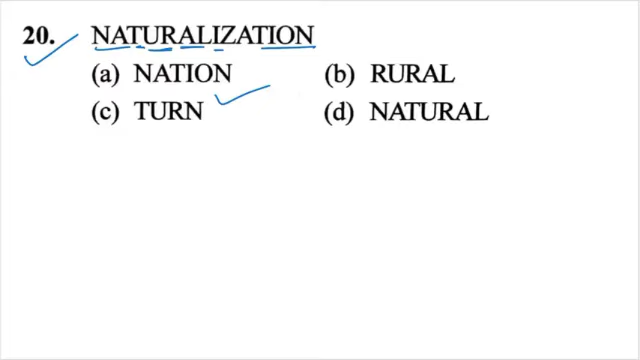 20. NATURALIZATION
(a) NATION (b) RURAL
(c) TURN (d) NATURAL